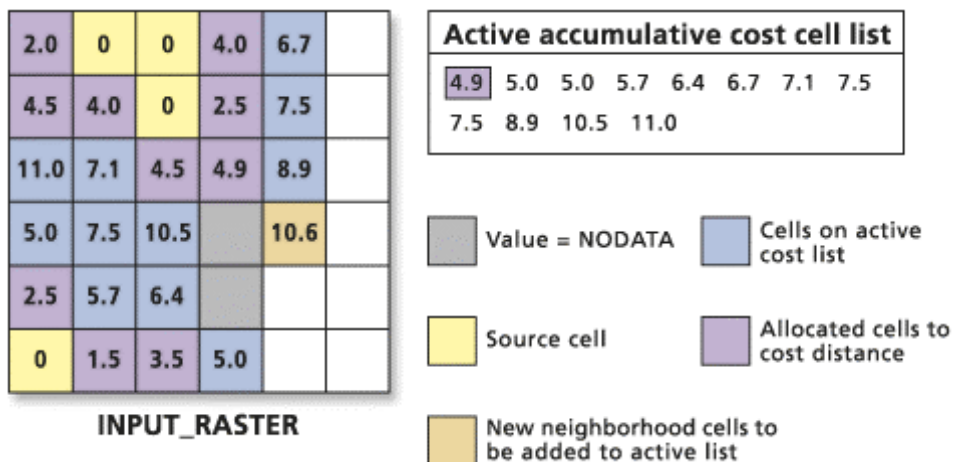 2.0 0 0 4.0 6.7
4.5 4.0 0 2.5 7.5
11.0 7.1 4.5 4.9 8.9
5.0 7.5 10.5 10.6
2.5 5.7 6.4
0 1.5 3.5 5.0
INPUT_RASTER
Active accumulative cost cell list
4.9 5.0 5.0 5.7 6.4 6.7 7.1 7.5
7.5 8.9 10.5 11.0
Value = NODATA
Cells on active
cost list
Source cell
Allocated cells to
cost distance
New neighborhood cells to
be added to active list